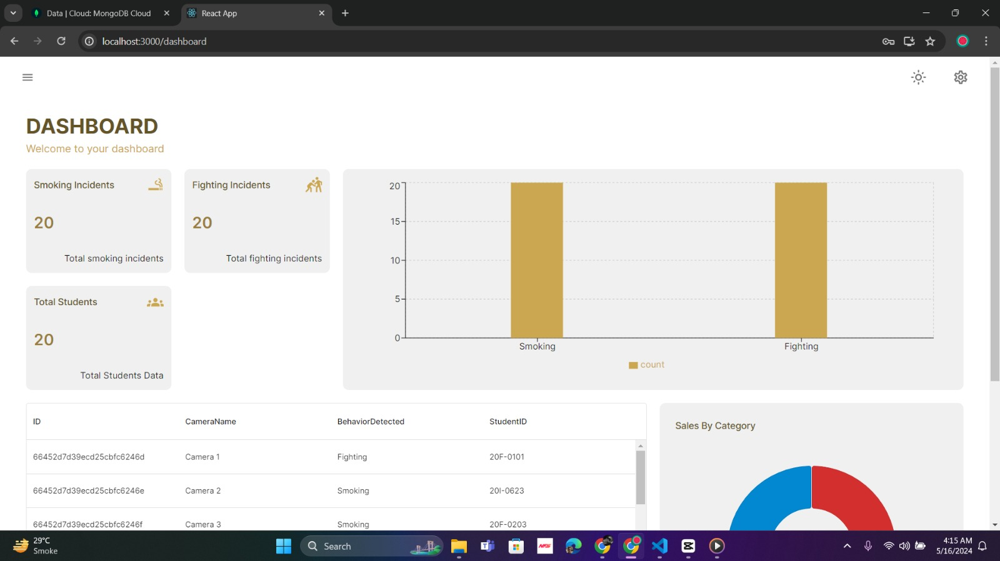 Data | Cloud: MongoDB Cloud
React App
localhost:3000/dashboard
DASHBOARD
Welcome to your dashboard
Smoking Incidents
20
Total smoking incidents
Fighting Incidents
20
Total fighting incidents
Total Students
20
Total Students Data
20
15
10
5
0
Smoking
Fighting
count
ID CameraName BehaviorDetected StudentID
66452d7d39ecd25cbfc6246d Camera 1 Fighting 20F-0101
66452d7d39ecd25cbfc6246e Camera 2 Smoking 20I-0623
66452d7d39ecd25cbfc6246f Camera 3 Smoking 20F-0203
Sales By Category
29°C
Smoke
Search
NFS
4:15 AM
5/16/2024